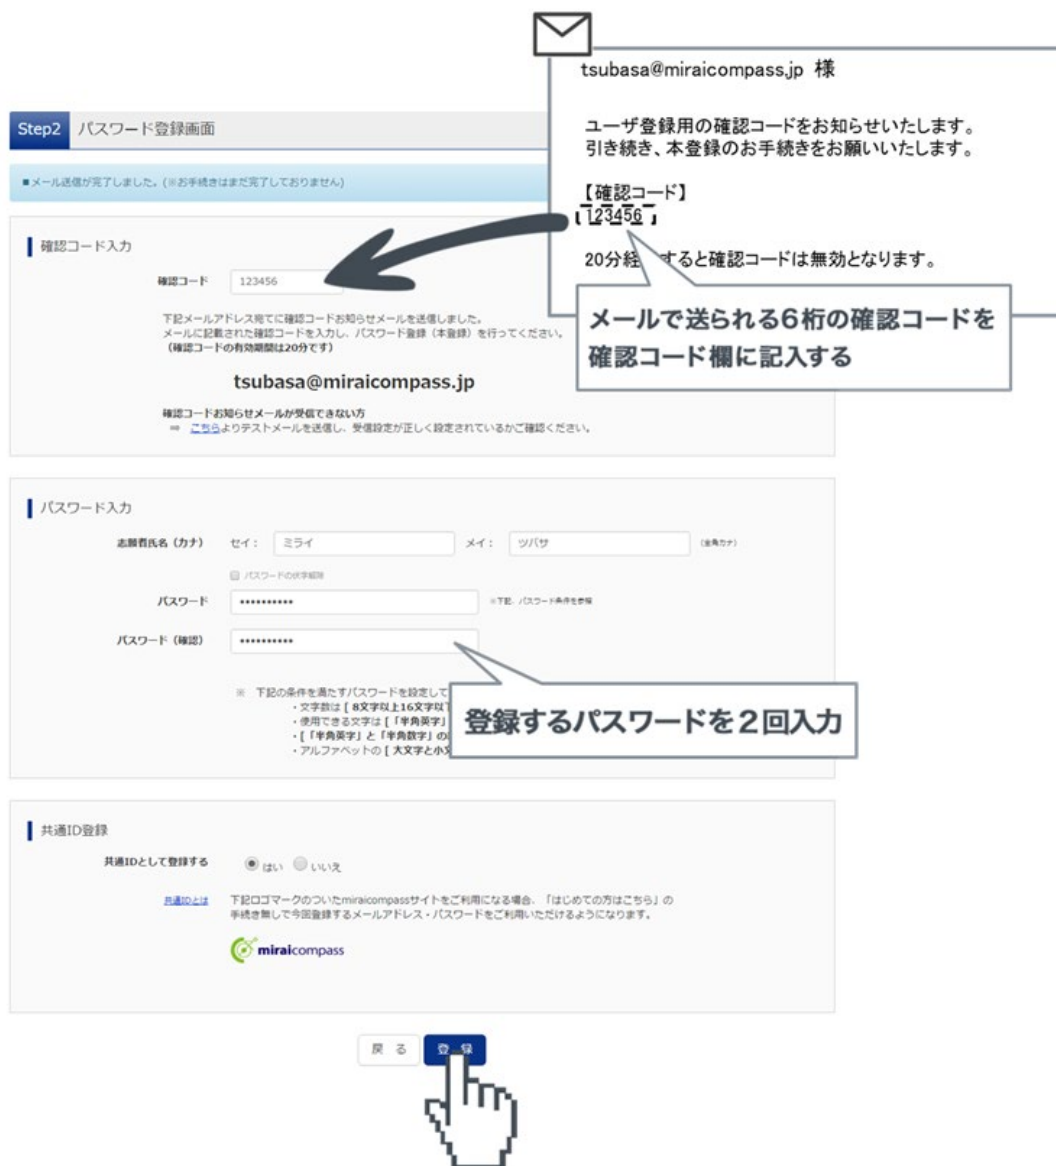 tsubasa@miraicompass.jp 様
ユーザ登録用の確認コードをお知らせいたします。
引き続き、本登録のお手続きをお願いいたします。
【確認コード】
123456
20分経 すると確認コードは無効となります。
メールで送られる6桁の確認コードを
確認コード欄に記入する
Step2 パスワード登録画面
■メール送信が完了しました。(※お手続きはまだ完了しておりません)
確認コード入力
確認コード 123456
下記メールアドレス宛てに確認コードお知らせメールを送信しました。
メールに記載された確認コードを入力し、パスワード登録（本登録）を行ってください。
（確認コードの有効期間は20分です）
tsubasa@miraicompass.jp
確認コードお知らせメールが受信できない方
⇒ こちらよりテストメールを送信し、受信設定が正しく設定されているかご確認ください。
パスワード入力
志願者氏名（カナ） セイ： ミライ メイ： ツバサ （全角カナ）
パスワードの伏字解除
パスワード •••••••••• ※下記、パスワード条件を参照
パスワード（確認） ••••••••••
※ 下記の条件を満たすパスワードを設定して
・文字数は [ 8文字以上16文字以下
・使用できる文字は [「半角英字」
・[「半角英字」と「半角数字」の
・アルファベットの [ 大文字と小文
登録するパスワードを2回入力
共通ID登録
共通IDとして登録する はい いいえ
共通IDとは 下記ロゴマークのついたmiraicompassサイトをご利用になる場合、「はじめての方はこちら」の
手続き無しで今回登録するメールアドレス・パスワードをご利用いただけるようになります。
miraicompass
戻る 登録